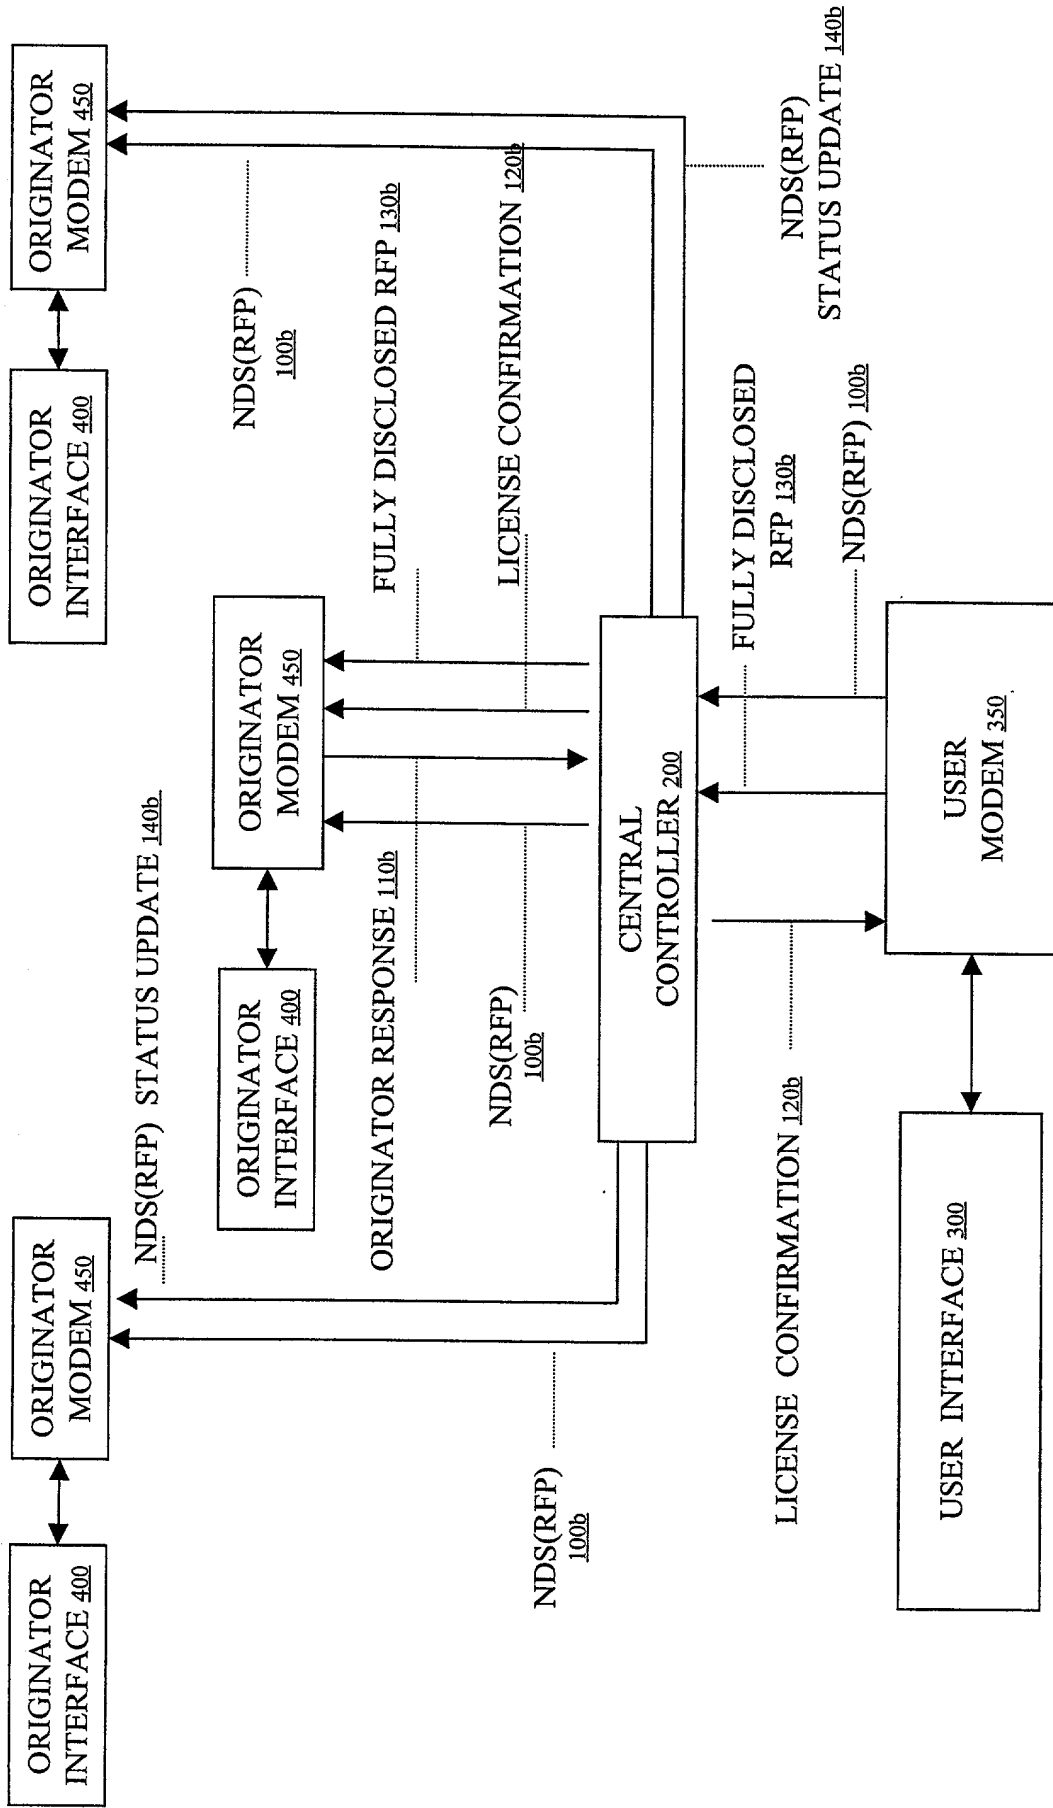 ORIGINATOR
INTERFACE 400
ORIGINATOR
MODEM 450
ORIGINATOR
MODEM 450
ORIGINATOR
INTERFACE 400
NDS(RFP) STATUS UPDATE 140b
ORIGINATOR
INTERFACE 400
ORIGINATOR
MODEM 450
NDS(RFP)
100b
ORIGINATOR RESPONSE 110b
FULLY DISCLOSED RFP 130b
NDS(RFP)
100b
LICENSE CONFIRMATION 120b
NDS(RFP)
100b
CENTRAL
CONTROLLER 200
NDS(RFP)
STATUS UPDATE 140b
LICENSE CONFIRMATION 120b
FULLY DISCLOSED
RFP 130b
NDS(RFP) 100b
USER INTERFACE 300
USER
MODEM 350